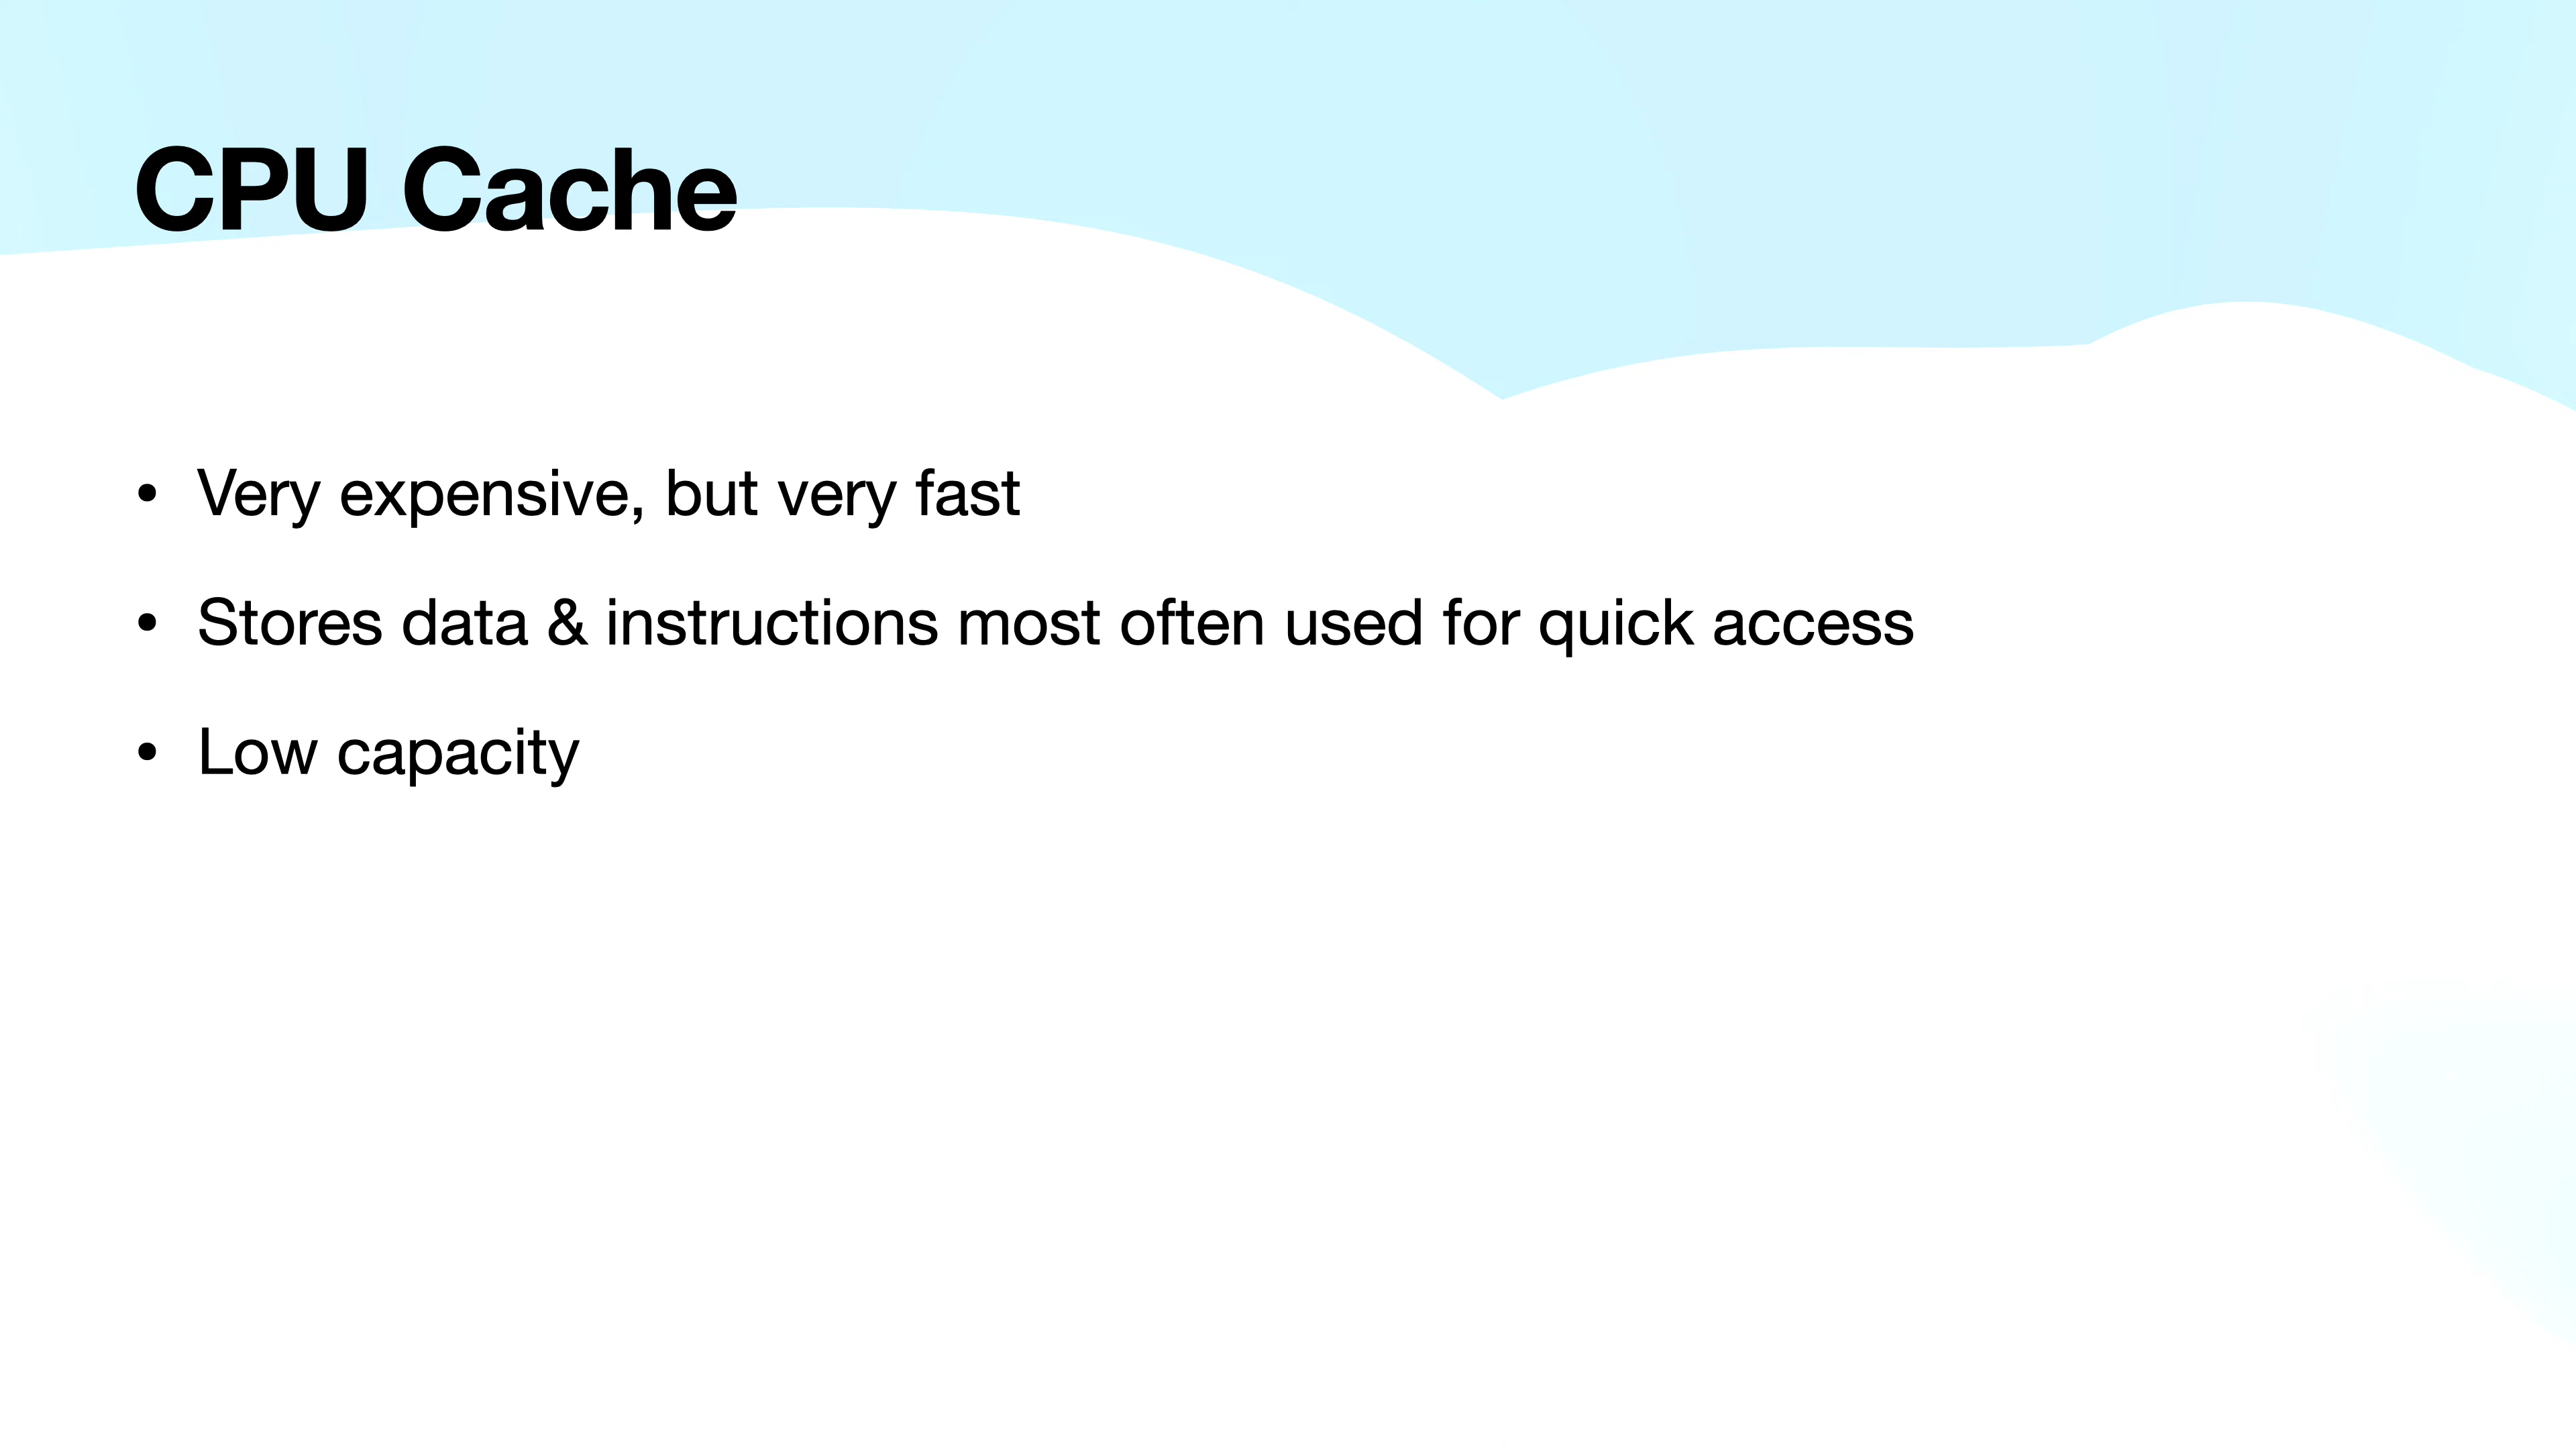 CPU Cache
• Very expensive, but very fast
• Stores data & instructions most often used for quick access
• Low capacity